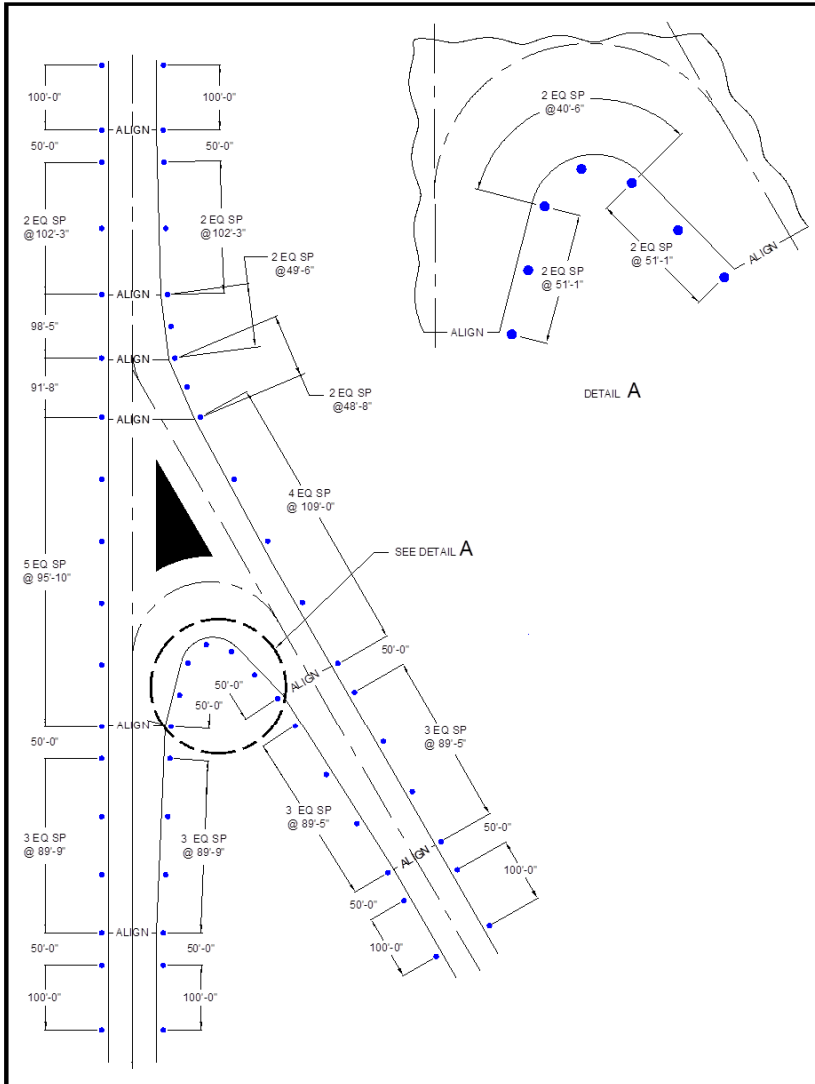 100'-0"
100'-0"
ALIGN
50'-0"
50'-0"
2 EQ SP
@102'-3"
2 EQ SP
@102'-3"
2 EQ SP
@49'-6"
ALIGN
98'-5"
ALIGN
91'-8"
2 EQ SP
@48'-8"
ALIGN
4 EQ SP
@ 109'-0"
SEE DETAIL A
5 EQ SP
@ 95'-10"
50'-0"
ALIGN
50'-0"
50'-0"
ALIGN
50'-0"
3 EQ SP
@ 89'-5"
3 EQ SP
@ 89'-9"
3 EQ SP
@ 89'-9"
3 EQ SP
@ 89'-5"
50'-0"
ALIGN
100'-0"
50'-0"
ALIGN
50'-0"
50'-0"
100'-0"
100'-0"
100'-0"
2 EQ SP
@40'-6"
2 EQ SP
@ 51'-1"
2 EQ SP
@ 51'-1"
ALIGN
ALIGN
DETAIL A